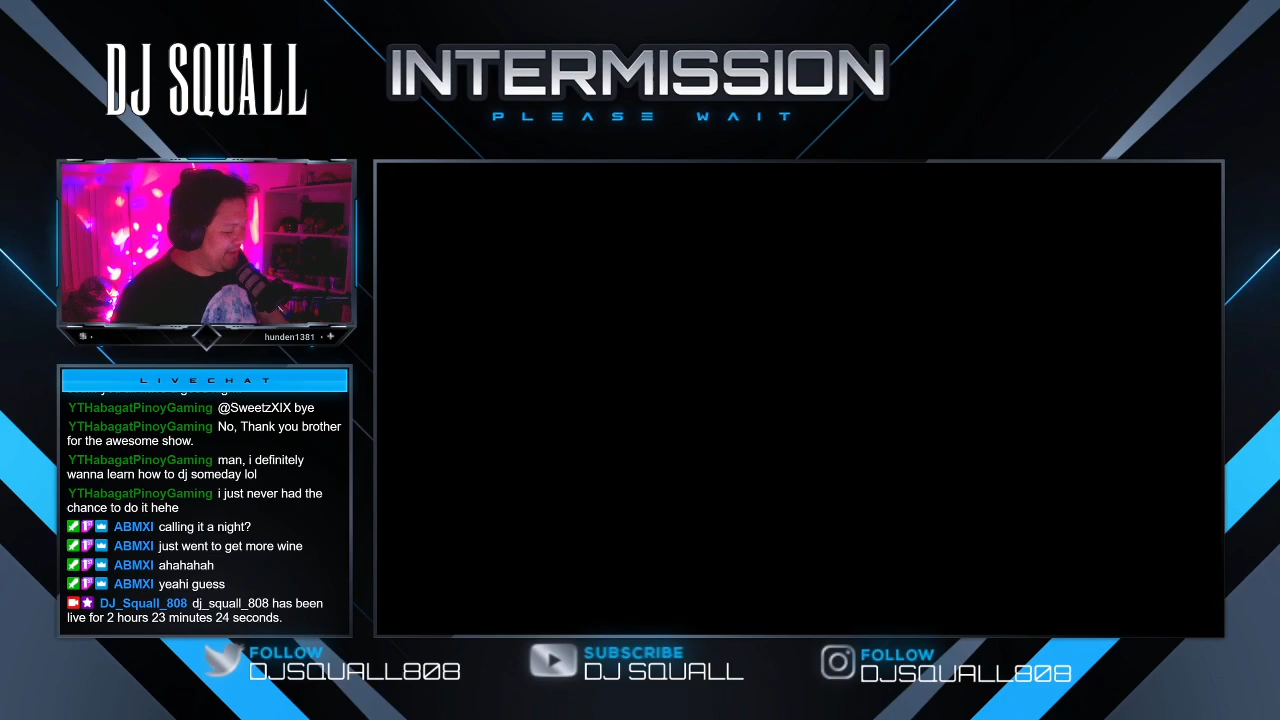 DJ SQUALL
INTERMISSION
PLEASE WAIT
hunden1381
LIVECHAT
YTHabagatPinoyGaming @SweetzXIX bye
YTHabagatPinoyGaming No, Thank you brother
for the awesome show.
YTHabagatPinoyGaming man, i definitely
wanna learn how to dj someday lol
YTHabagatPinoyGaming i just never had the
chance to do it hehe
ABMXI calling it a night?
ABMXI just went to get more wine
ABMXI ahahahah
ABMXI yeahi guess
DJ_Squall_808 dj_squall_808 has been
live for 2 hours 23 minutes 24 seconds.
FOLLOW
DJSQUALL808
SUBSCRIBE
DJ SQUALL
FOLLOW
DJSQUALL808